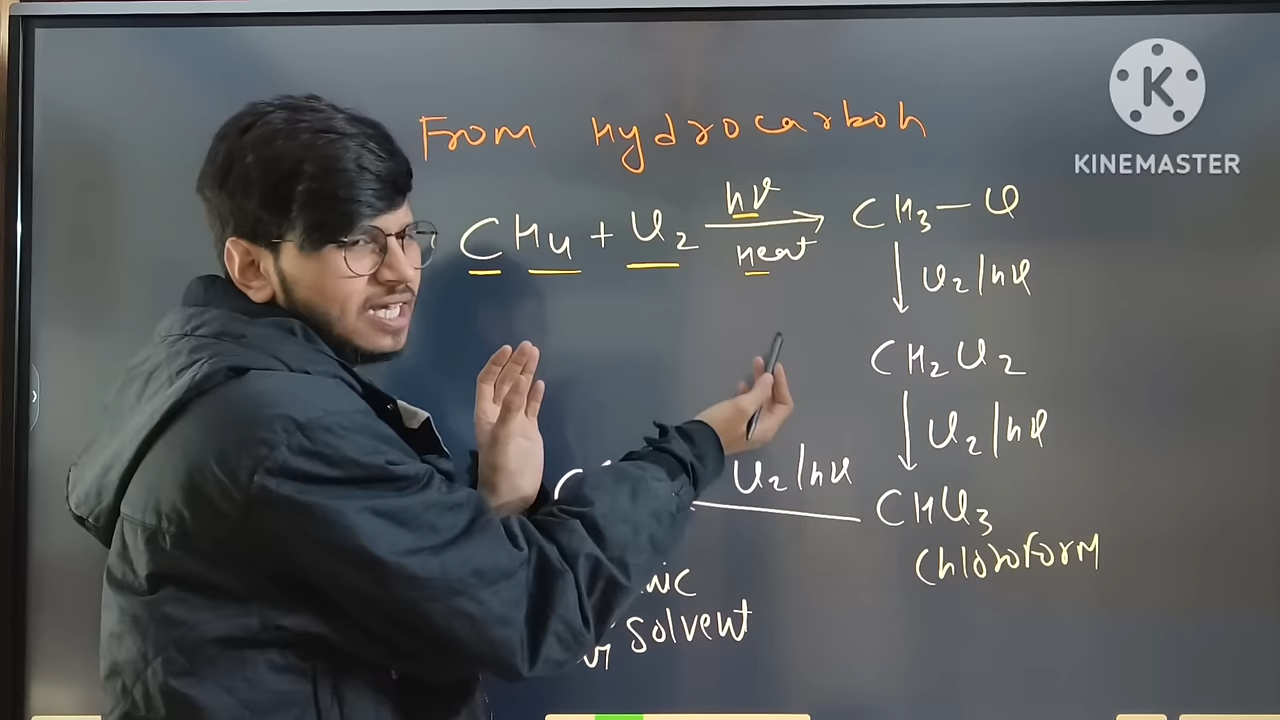 From Hydrocarbon
CH4 + Cl2 hν Heat CH3-Cl
Cl2/hν
CH2Cl2
Cl2/hν
Cl2/hν CHCl3
Chloroform
solvent
K
KINEMASTER